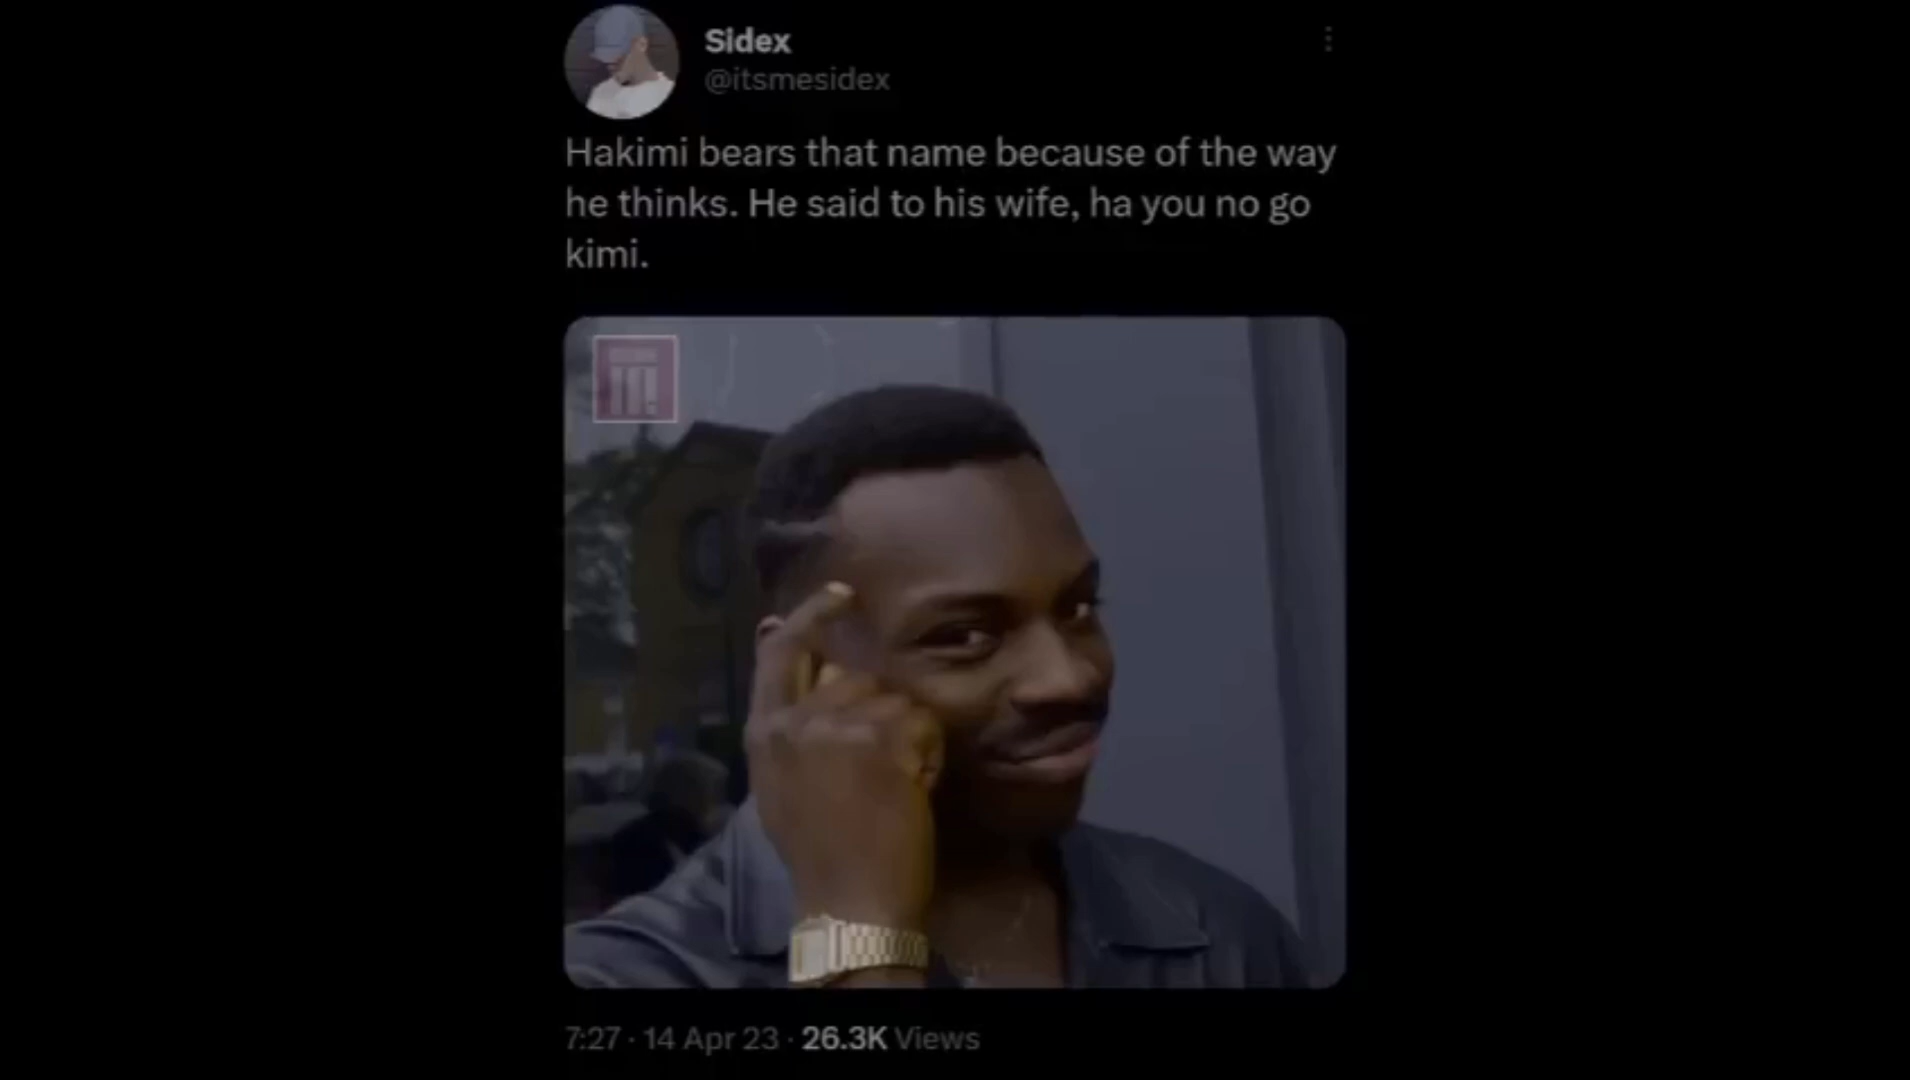 Sidex
@itsmesidex
Hakimi bears that name because of the way
he thinks. He said to his wife, ha you no go
kimi.
7:27 · 14 Apr 23 · 26.3K Views